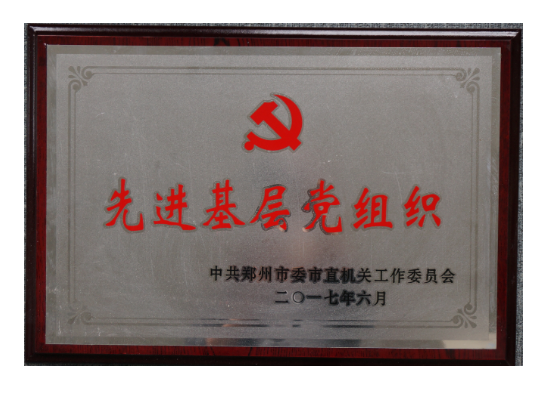 先进基层党组织
中共郑州市委市直机关工作委员会
二〇一七年六月